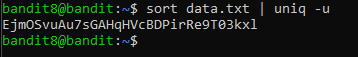 bandit8@bandit:~$ sort data.txt | uniq -u
EjmOSvuAu7sGAHqHVcBDPirRe9T03kxl
bandit8@bandit:~$